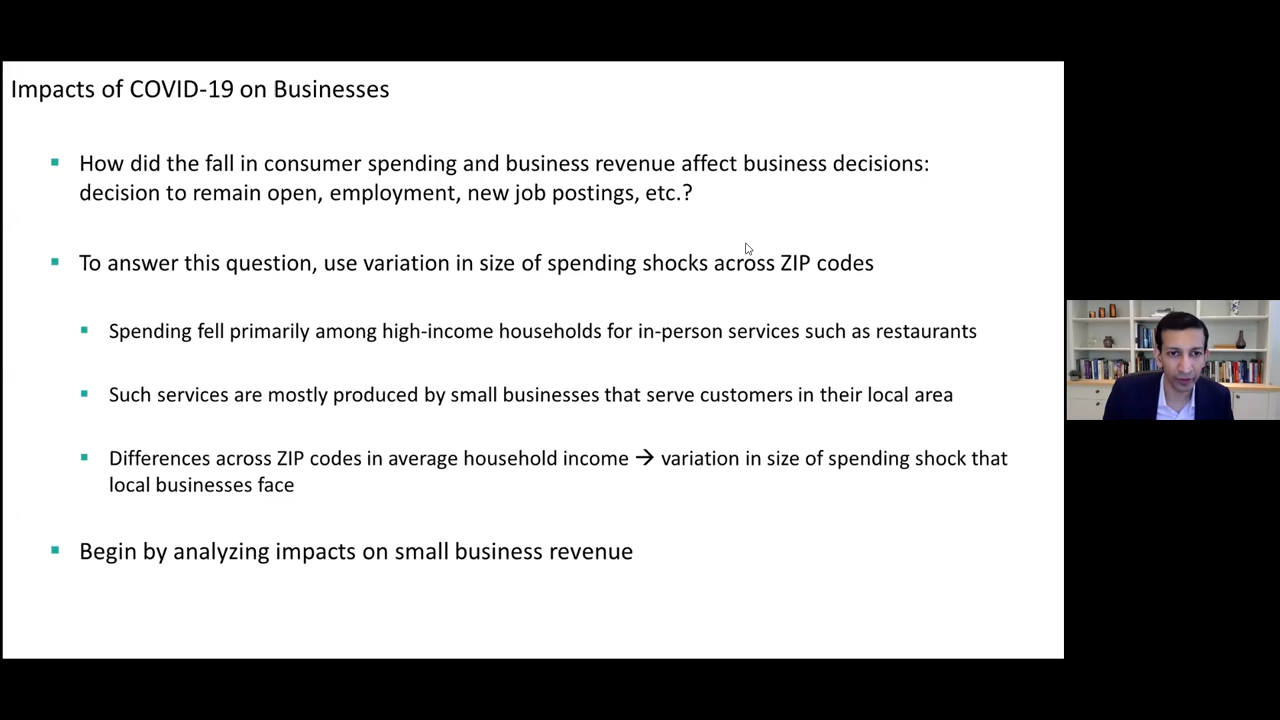 Impacts of COVID-19 on Businesses
How did the fall in consumer spending and business revenue affect business decisions:
decision to remain open, employment, new job postings, etc.?
To answer this question, use variation in size of spending shocks across ZIP codes
Spending fell primarily among high-income households for in-person services such as restaurants
Such services are mostly produced by small businesses that serve customers in their local area
Differences across ZIP codes in average household income → variation in size of spending shock that
local businesses face
Begin by analyzing impacts on small business revenue